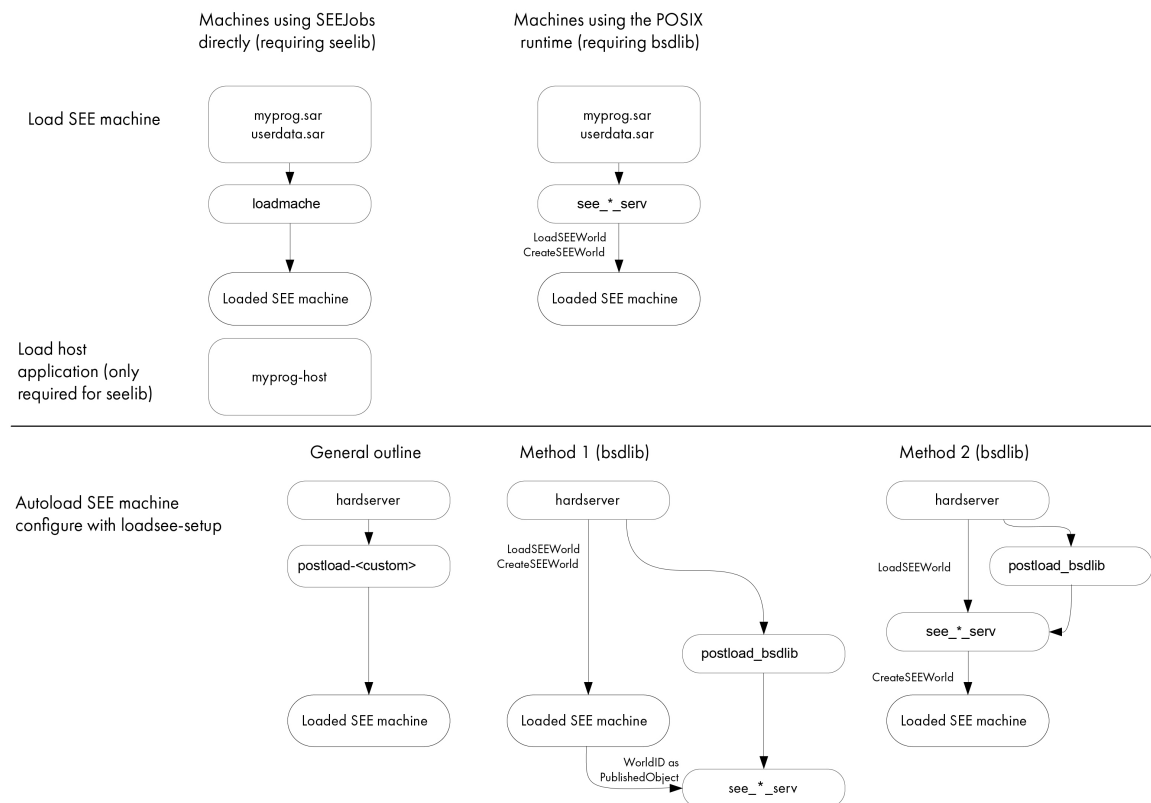 Machines using SEEJobs
directly (requiring seelib)
Machines using the POSIX
runtime (requiring bsdlib)
Load SEE machine
myprog.sar
userdata.sar
myprog.sar
userdata.sar
loadmache
see_*_serv
LoadSEEWorld
CreateSEEWorld
Loaded SEE machine
Loaded SEE machine
Load host
application (only
required for seelib)
myprog-host
General outline
Method 1 (bsdlib)
Method 2 (bsdlib)
Autoload SEE machine
configure with loadsee-setup
hardserver
hardserver
hardserver
postload-<custom>
LoadSEEWorld
CreateSEEWorld
LoadSEEWorld
postload_bsdlib
see_*_serv
postload_bsdlib
CreateSEEWorld
Loaded SEE machine
Loaded SEE machine
Loaded SEE machine
WorldID as
PublishedObject
see_*_serv